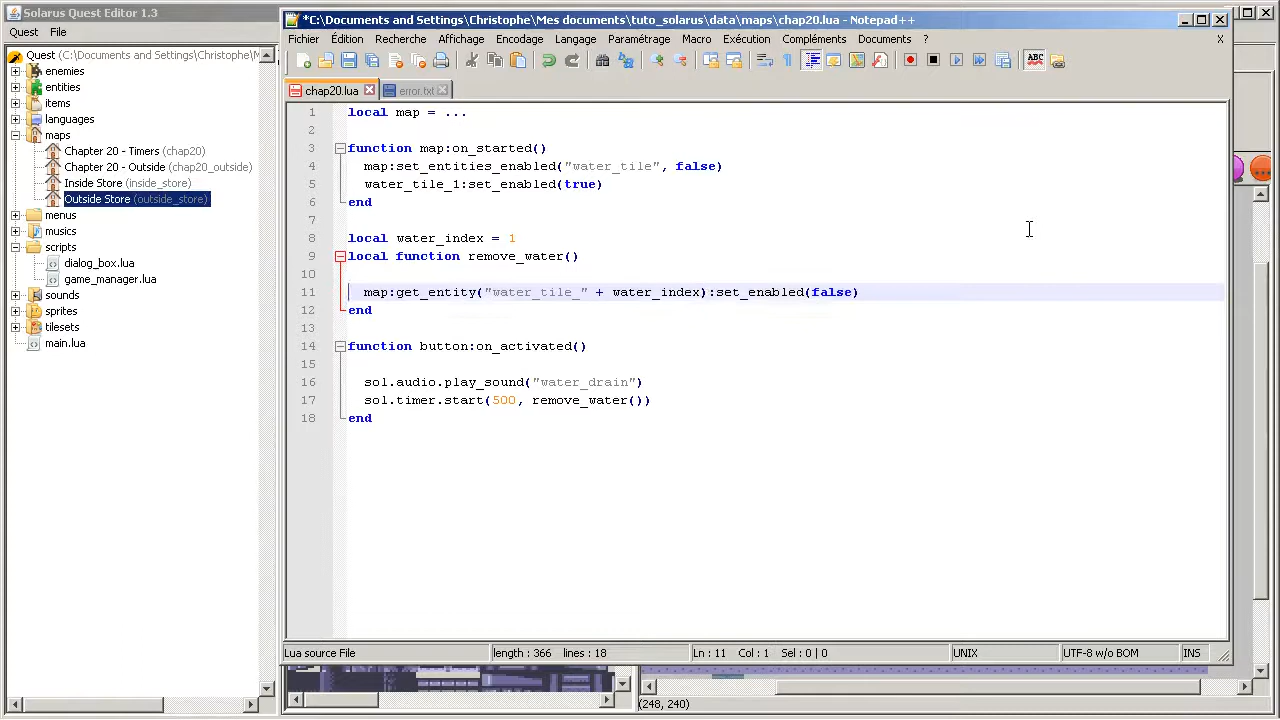 Solarus Quest Editor 1.3
*C:\Documents and Settings\Christophe\Mes documents\tuto_solarus\data\maps\chap20.lua - Notepad++
Quest File
Fichier Édition Recherche Affichage Encodage Langage Paramétrage Macro Exécution Compléments Documents ? X
Quest (C:\Documents and Settings\Christophe\M
enemies
entities
items
languages
maps
Chapter 20 - Timers (chap20)
Chapter 20 - Outside (chap20_outside)
Inside Store (inside_store)
Outside Store (outside_store)
menus
musics
scripts
dialog_box.lua
game_manager.lua
sounds
sprites
tilesets
main.lua
ABC
chap20.lua error.txt
1 local map = ...
2
3 function map:on_started()
4 map:set_entities_enabled("water_tile", false)
5 water_tile_1:set_enabled(true)
6 end
7
8 local water_index = 1
9 local function remove_water()
10
11 map:get_entity("water_tile_" + water_index):set_enabled(false)
12 end
13
14 function button:on_activated()
15
16 sol.audio.play_sound("water_drain")
17 sol.timer.start(500, remove_water())
18 end
Lua source File length : 366 lines : 18 Ln : 11 Col : 1 Sel : 0 | 0 UNIX UTF-8 w/o BOM INS
(248, 240)